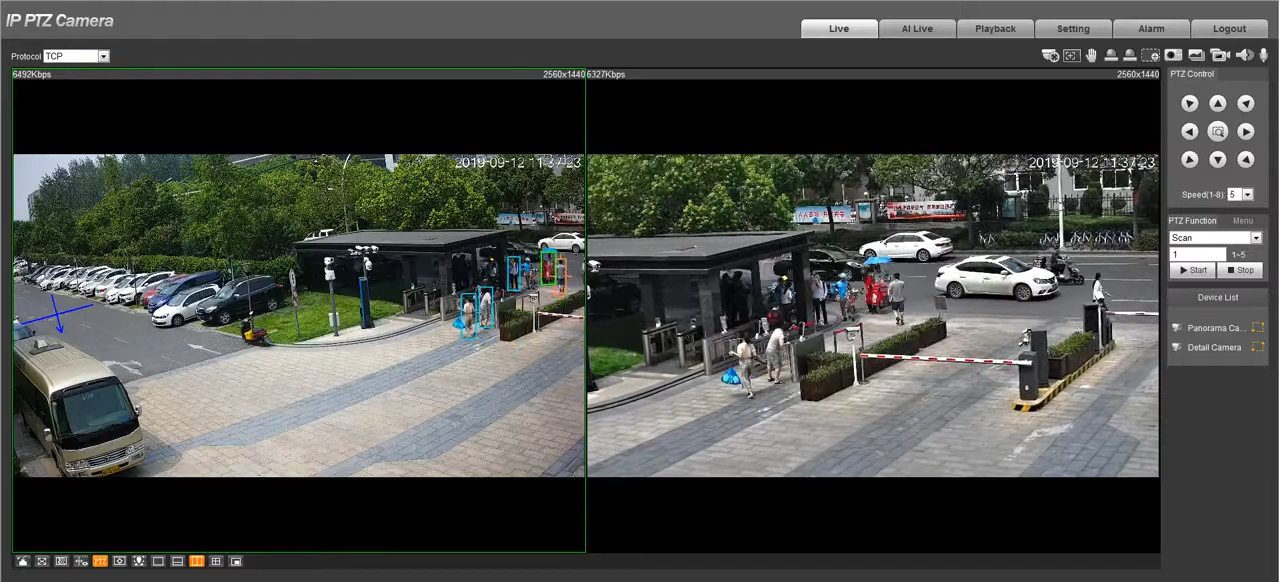 IP PTZ Camera
Live
AI Live
Playback
Setting
Alarm
Logout
Protocol
TCP
6492Kbps
2560x1440
6327Kbps
2560x1440
PTZ Control
2019-09-12 11:37:23
2019-09-12 11:37:23
Speed(1-8):
5
PTZ Function
Menu
Scan
1
1~5
Start
Stop
Device List
Panorama Ca...
Detail Camera
PTZ